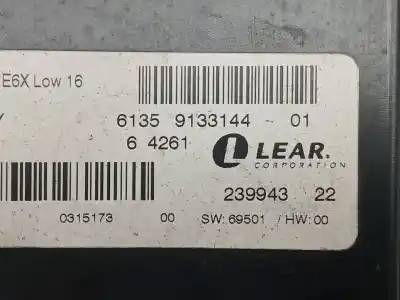 E6X Low 16
6135 9133144 - 01
6 4261
LEAR.
CORPORATION
239943 22
0315173 00 SW: 69501 / HW: 00